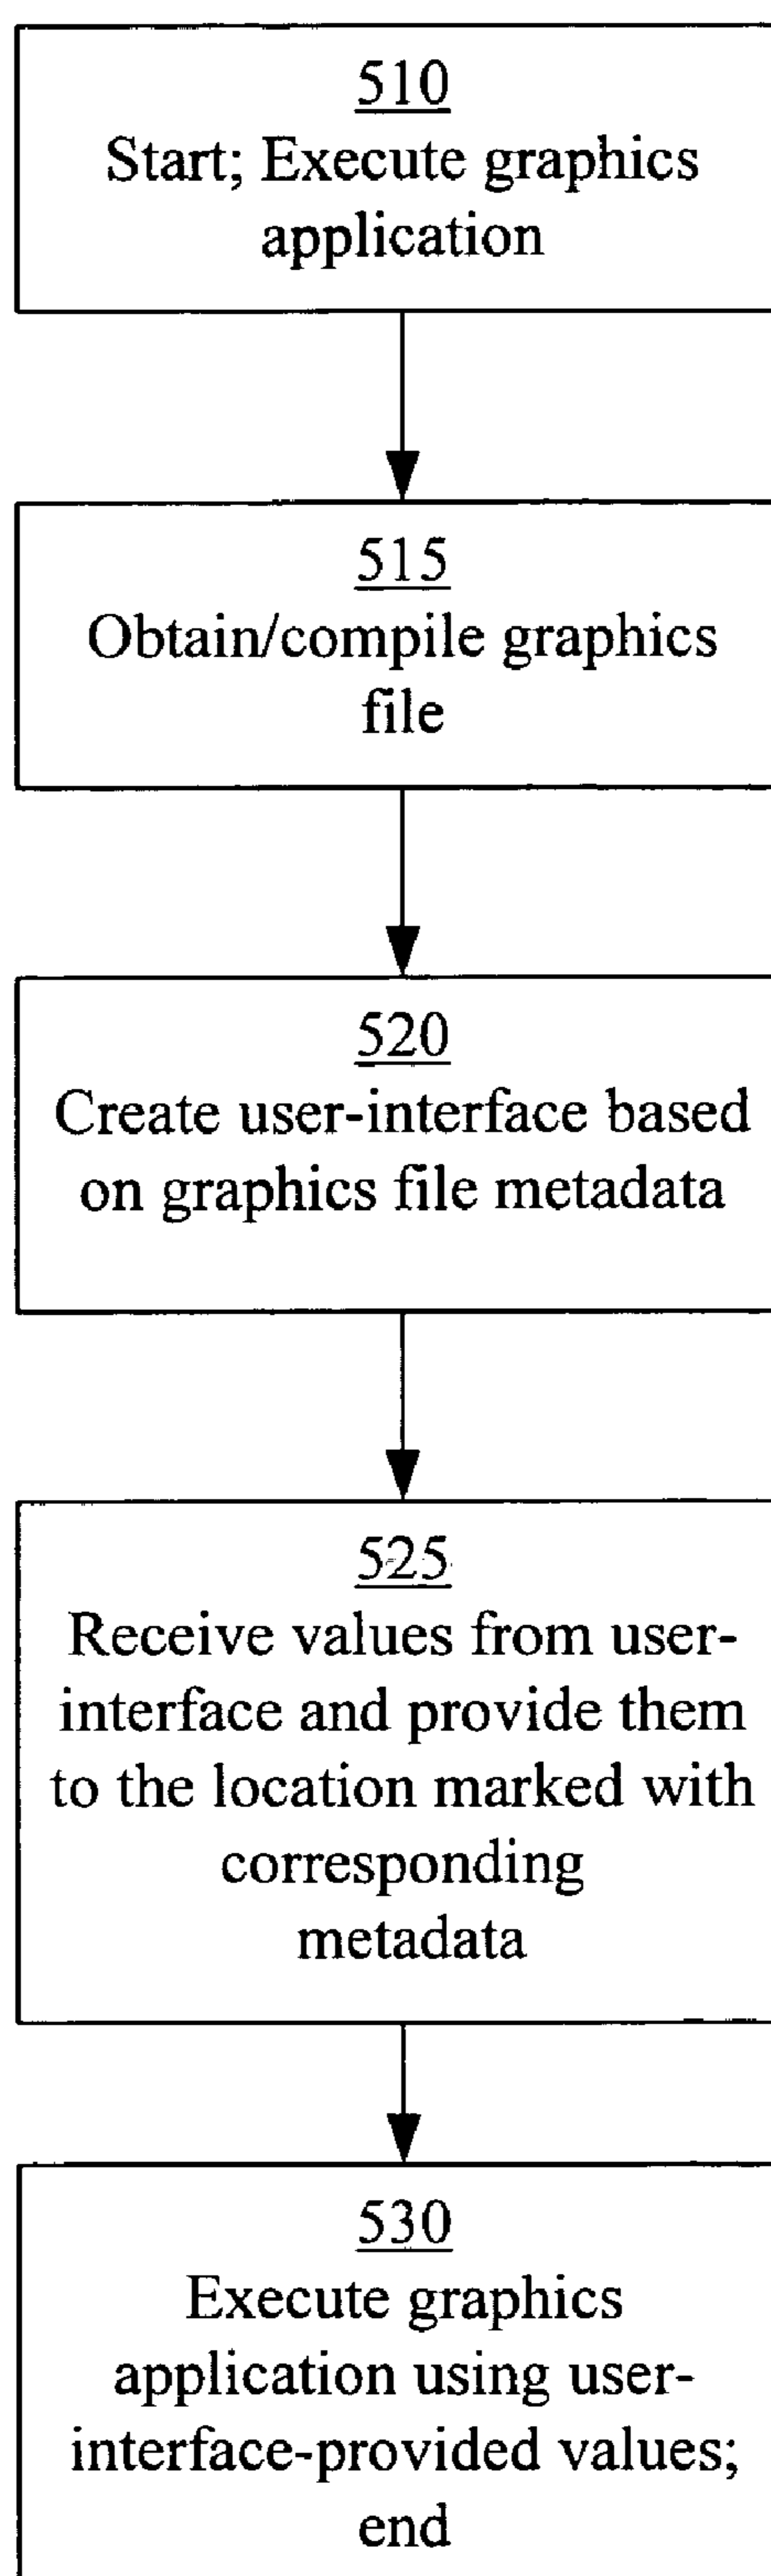 510
Start; Execute graphics
application
515
Obtain/compile graphics
file
520
Create user-interface based
on graphics file metadata
525
Receive values from user-
interface and provide them
to the location marked with
corresponding
metadata
530
Execute graphics
application using user-
interface-provided values;
end